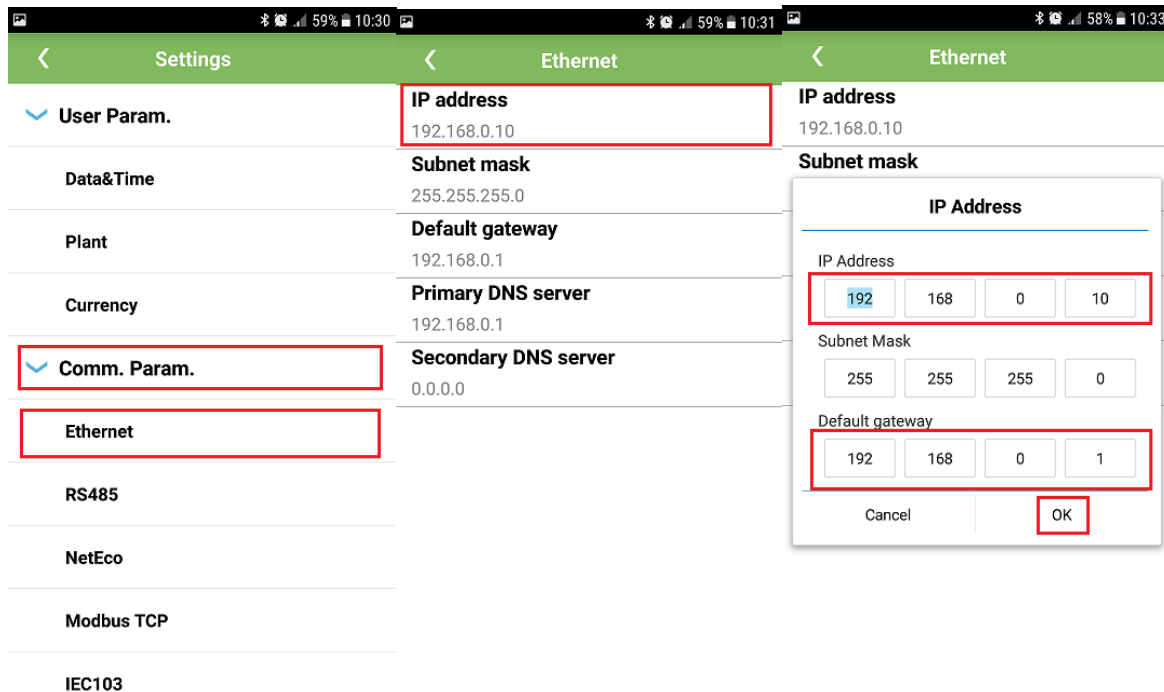 59% 10:30
Settings
User Param.
Data&Time
Plant
Currency
Comm. Param.
Ethernet
RS485
NetEco
Modbus TCP
IEC103
59% 10:31
Ethernet
IP address
192.168.0.10
Subnet mask
255.255.255.0
Default gateway
192.168.0.1
Primary DNS server
192.168.0.1
Secondary DNS server
0.0.0.0
58% 10:33
Ethernet
IP address
192.168.0.10
Subnet mask
IP Address
IP Address
192 168 0 10
Subnet Mask
255 255 255 0
Default gateway
192 168 0 1
Cancel OK